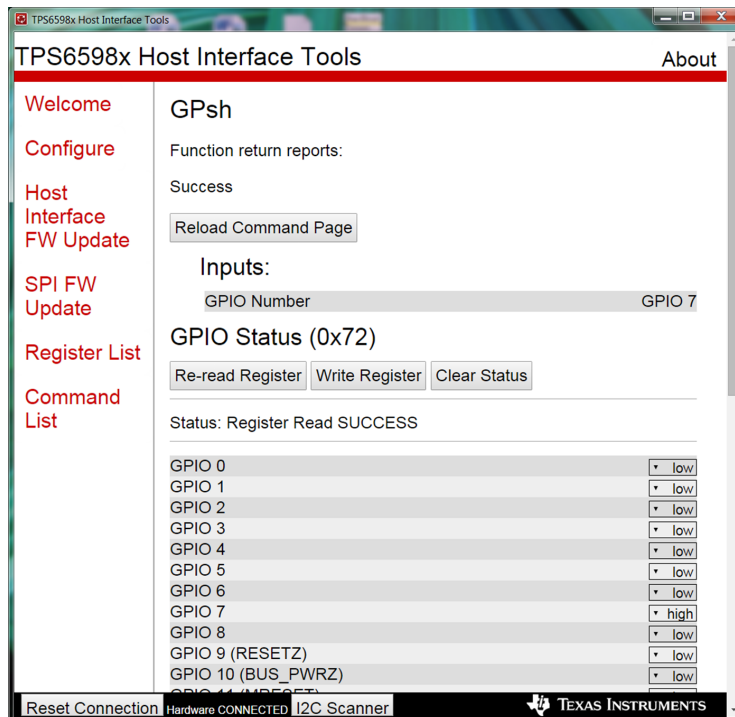 TPS6598x Host Interface Tools
TPS6598x Host Interface Tools
About
Welcome
Configure
Host
Interface
FW Update
SPI FW
Update
Register List
Command
List
GPsh
Function return reports:
Success
Reload Command Page
Inputs:
GPIO Number GPIO 7
GPIO Status (0x72)
Re-read Register Write Register Clear Status
Status: Register Read SUCCESS
GPIO 0 low
GPIO 1 low
GPIO 2 low
GPIO 3 low
GPIO 4 low
GPIO 5 low
GPIO 6 low
GPIO 7 high
GPIO 8 low
GPIO 9 (RESETZ) low
GPIO 10 (BUS_PWRZ) low
GPIO 11 (MRESET)
Reset Connection Hardware CONNECTED I2C Scanner TEXAS INSTRUMENTS